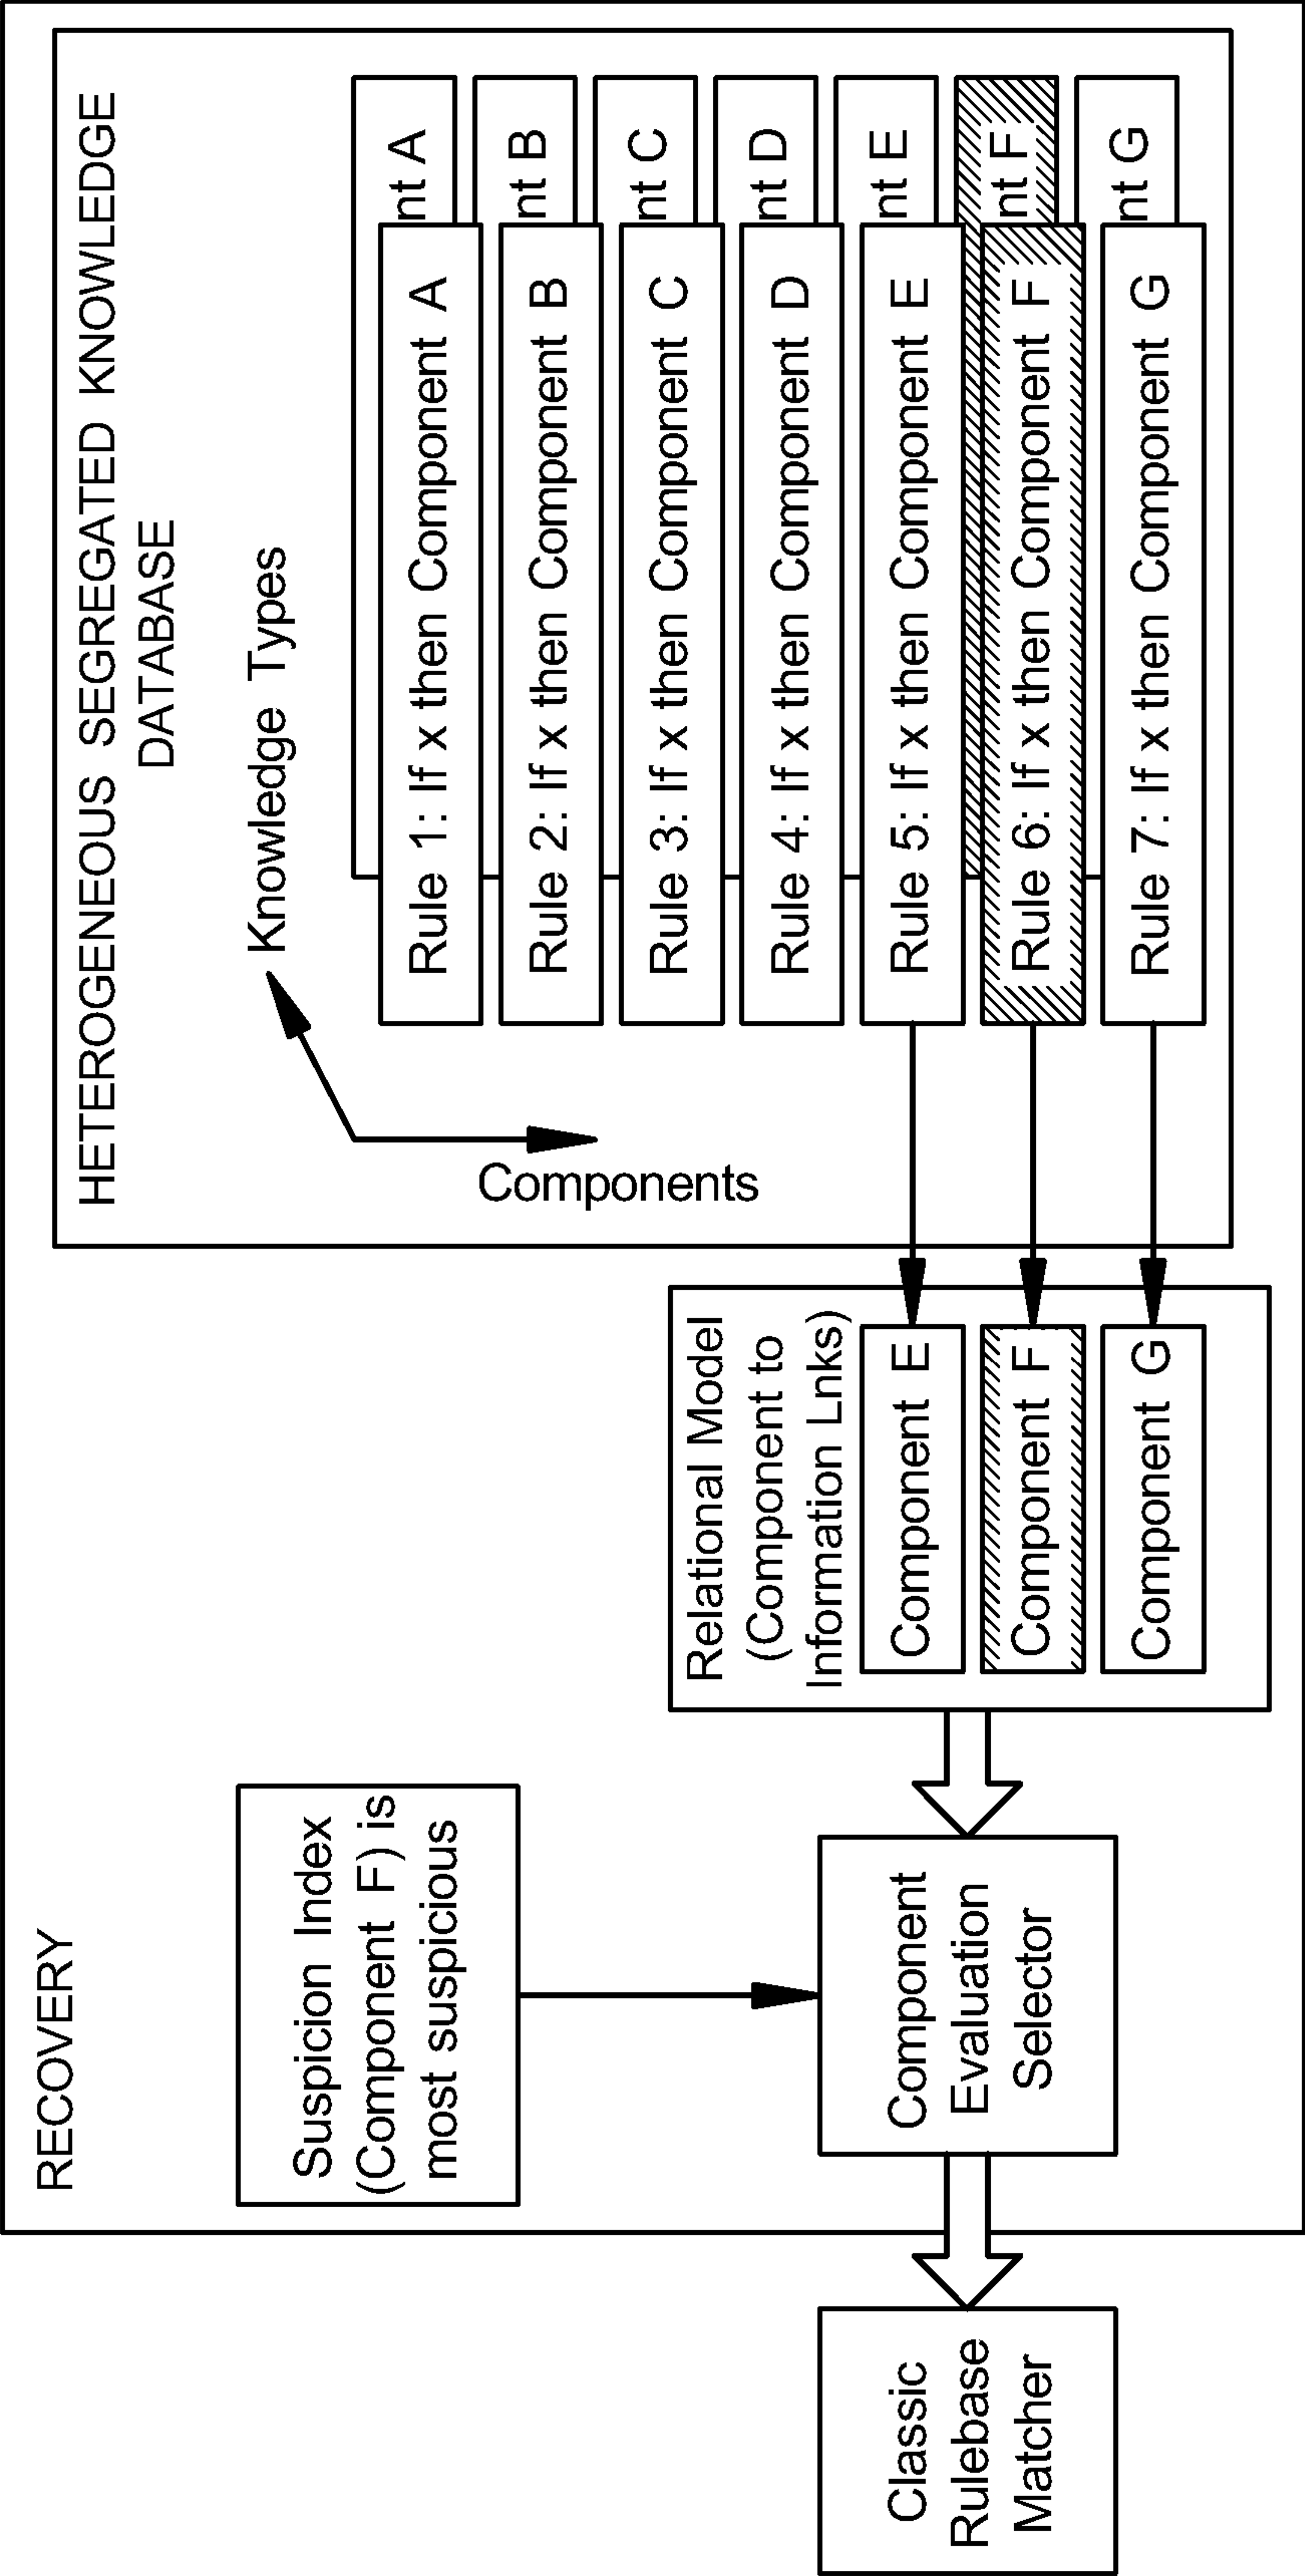 RECOVERY
HETEROGENEOUS SEGREGATED KNOWLEDGE
DATABASE
Knowledge Types
Components
nt A
nt B
nt C
nt D
nt E
nt F
nt G
Rule 1: If x then Component A
Rule 2: If x then Component B
Rule 3: If x then Component C
Rule 4: If x then Component D
Rule 5: If x then Component E
Rule 6: If x then Component F
Rule 7: If x then Component G
Relational Model
(Component to
Information Lnks)
Component E
Component F
Component G
Suspicion Index
(Component F) is
most suspicious
Component
Evaluation
Selector
Classic
Rulebase
Matcher